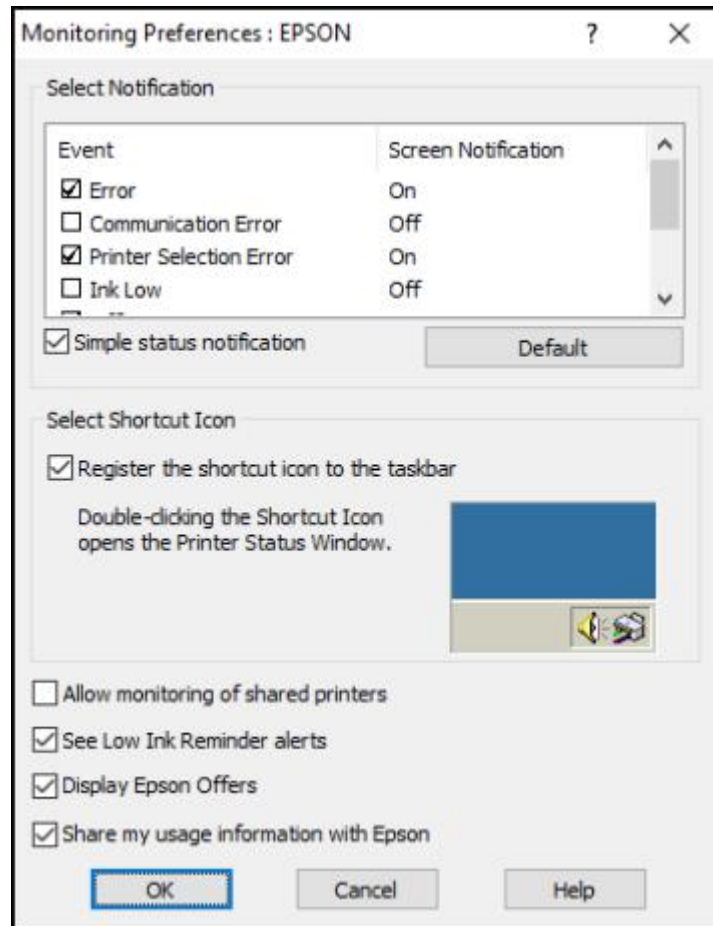 Monitoring Preferences : EPSON
Select Notification
Event Screen Notification
Error On
Communication Error Off
Printer Selection Error On
Ink Low Off
Simple status notification Default
Select Shortcut Icon
Register the shortcut icon to the taskbar
Double-clicking the Shortcut Icon
opens the Printer Status Window.
Allow monitoring of shared printers
See Low Ink Reminder alerts
Display Epson Offers
Share my usage information with Epson
OK Cancel Help